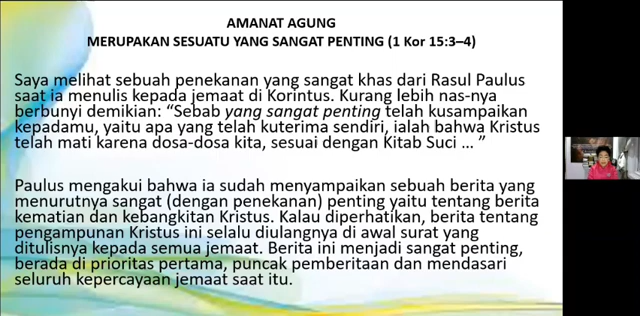 AMANAT AGUNG
MERUPAKAN SESUATU YANG SANGAT PENTING (1 Kor 15:3–4)
Saya melihat sebuah penekanan yang sangat khas dari Rasul Paulus
saat ia menulis kepada jemaat di Korintus. Kurang lebih nas-nya
berbunyi demikian: “Sebab yang sangat penting telah kusampaikan
kepadamu, yaitu apa yang telah kuterima sendiri, ialah bahwa Kristus
telah mati karena dosa-dosa kita, sesuai dengan Kitab Suci ... ”
Paulus mengakui bahwa ia sudah menyampaikan sebuah berita yang
menurutnya sangat (dengan penekanan) penting yaitu tentang berita
kematian dan kebangkitan Kristus. Kalau diperhatikan, berita tentang
pengampunan Kristus ini selalu diulangnya di awal surat yang
ditulisnya kepada semua jemaat. Berita ini menjadi sangat penting,
berada di prioritas pertama, puncak pemberitaan dan mendasari
seluruh kepercayaan jemaat saat itu.